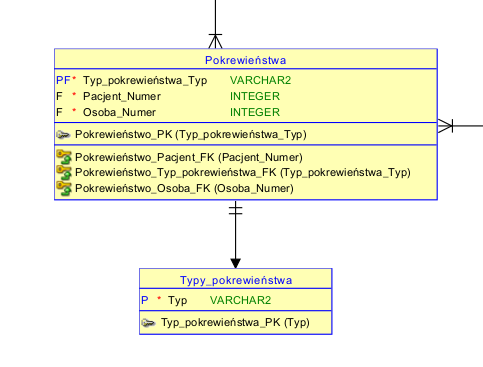 Pokrewieństwa
PF* Typ_pokrewieństwa_Typ VARCHAR2
F * Pacjent_Numer INTEGER
F * Osoba_Numer INTEGER
Pokrewieństwo_PK (Typ_pokrewieństwa_Typ)
Pokrewieństwo_Pacjent_FK (Pacjent_Numer)
Pokrewieństwo_Typ_pokrewieństwa_FK (Typ_pokrewieństwa_Typ)
Pokrewieństwo_Osoba_FK (Osoba_Numer)
Typy_pokrewieństwa
P * Typ VARCHAR2
Typ_pokrewieństwa_PK (Typ)